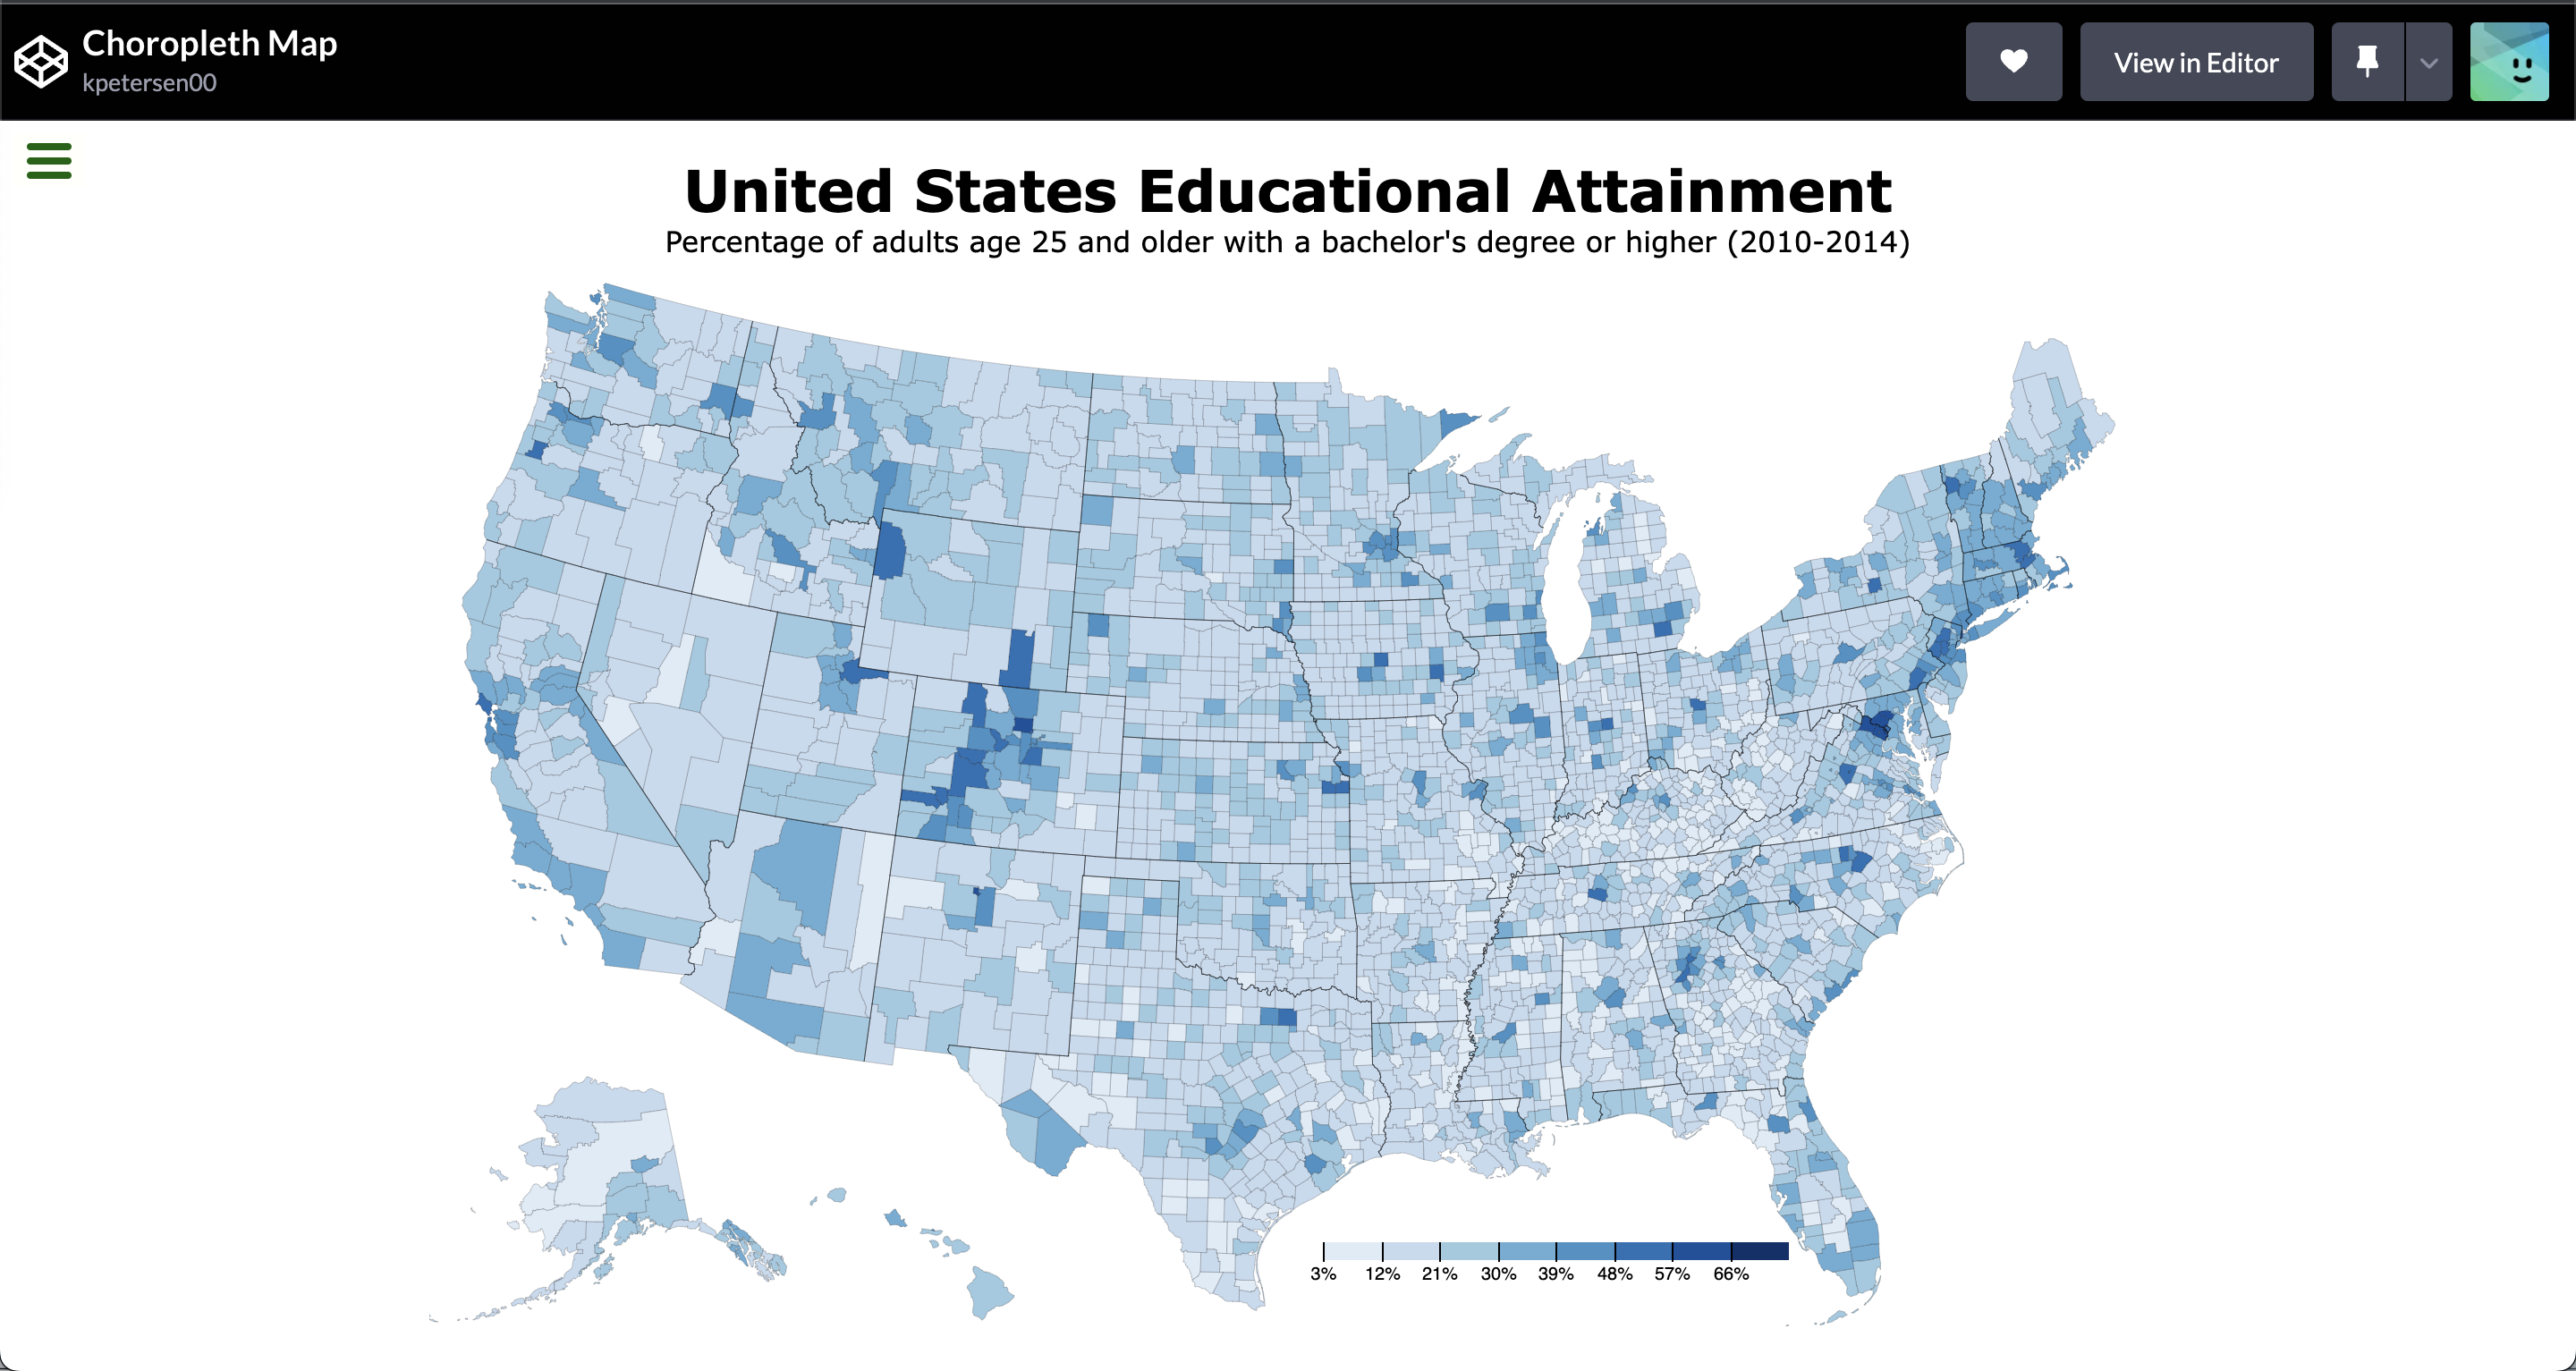 Choropleth Map
kpetersen00
View in Editor
United States Educational Attainment
Percentage of adults age 25 and older with a bachelor's degree or higher (2010-2014)
3% 12% 21% 30% 39% 48% 57% 66%